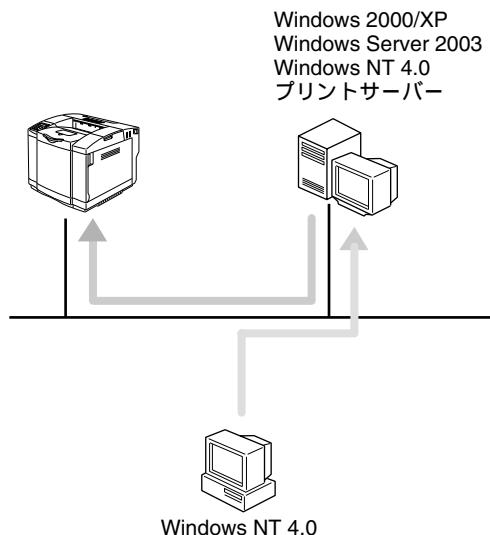 Windows 2000/XP
Windows Server 2003
Windows NT 4.0
プリントサーバー
Windows NT 4.0